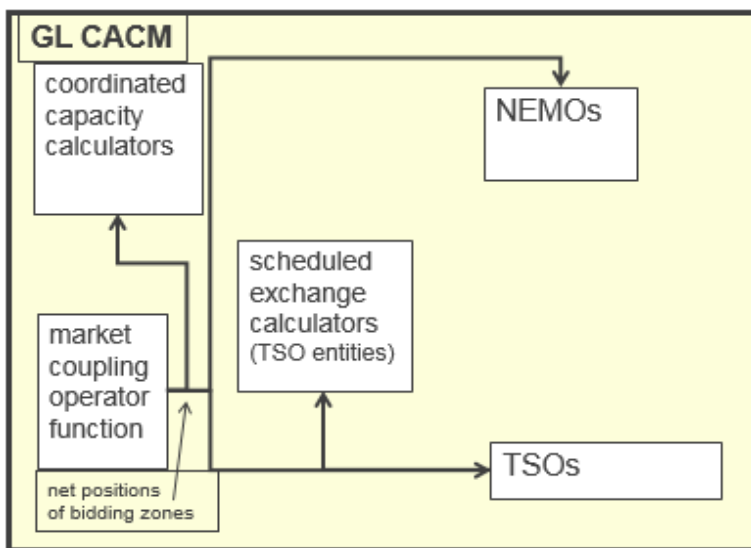 GL CACM
coordinated
capacity
calculators
NEMOs
scheduled
exchange
calculators
(TSO entities)
market
coupling
operator
function
TSOs
net positions
of bidding zones